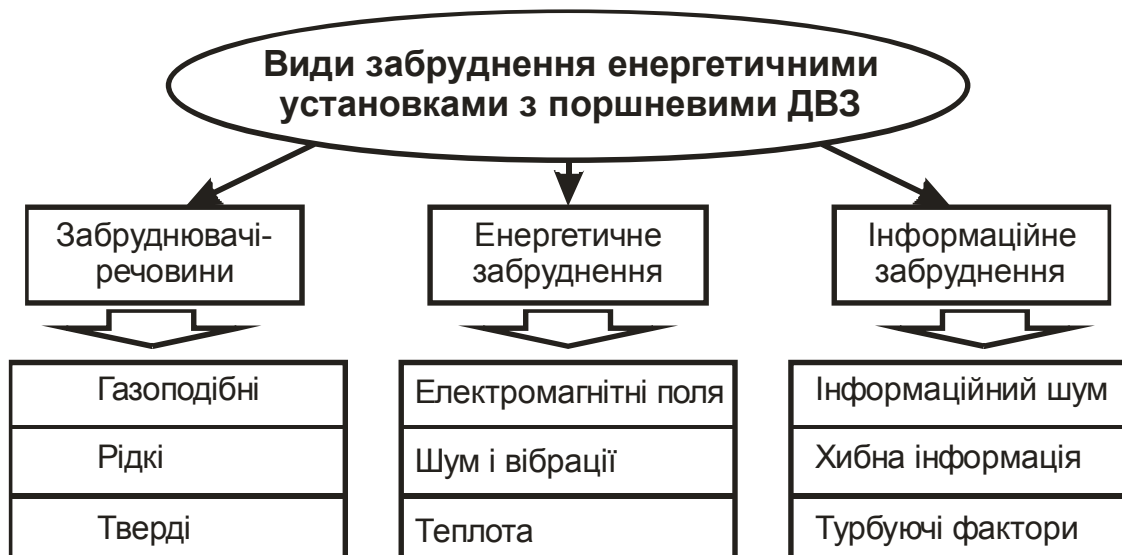 Види забруднення енергетичними
установками з поршневими ДВЗ
Забруднювачі-
речовини
Енергетичне
забруднення
Інформаційне
забруднення
Газоподібні
Рідкі
Тверді
Електромагнітні поля
Шум і вібрації
Теплота
Інформаційний шум
Хибна інформація
Турбуючі фактори